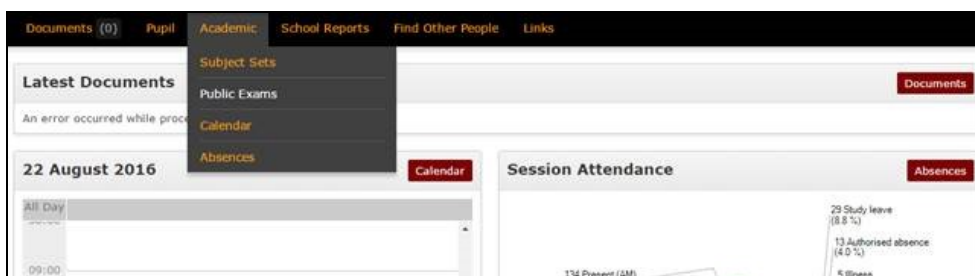 Documents (0) Pupil Academic School Reports Find Other People Links
Subject Sets
Public Exams
Calendar
Absences
Latest Documents
Documents
An error occurred while
22 August 2016
Calendar
All Day
09:00
Session Attendance
Absences
29 Study leave
(8.8 %)
13 Authorised absence
(4.0 %)
5 Illness
134 Present (AM)